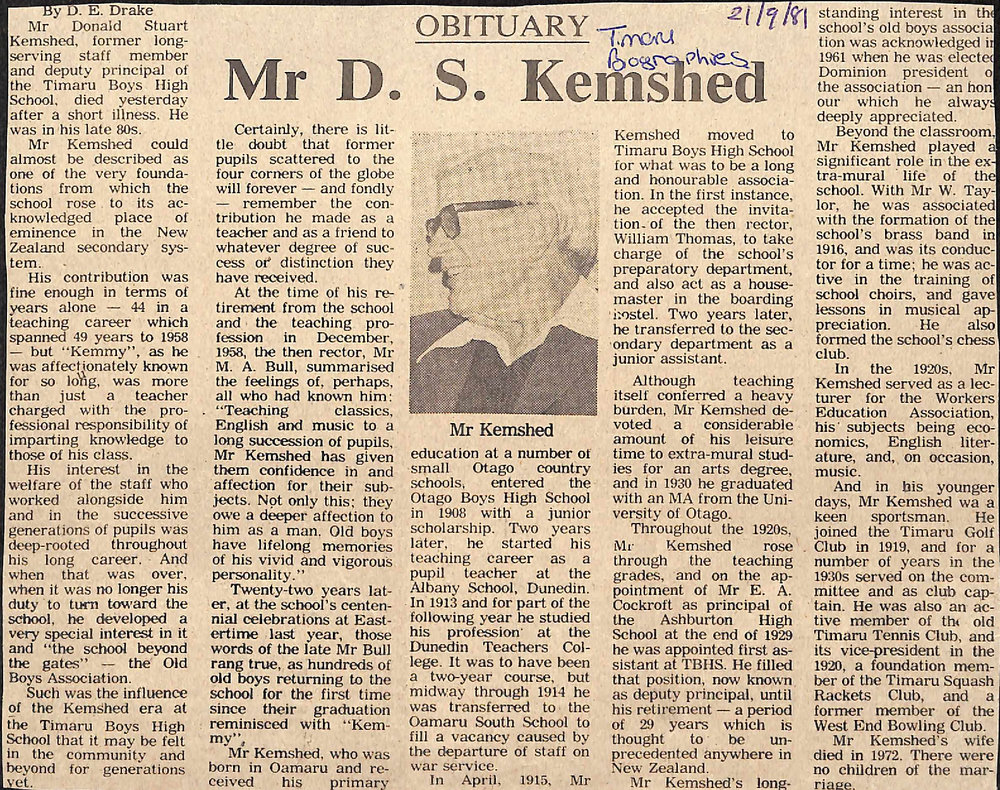 By D. E. Drake
Mr Donald Stuart
Kemshed, former long-
serving staff member
and deputy principal of
the Timaru Boys High
School, died yesterday
after a short illness. He
was in his late 80s.
Mr Kemshed could
almost be described as
one of the very founda-
tions from which the
school rose to its ac-
knowledged place of
eminence in the New
Zealand secondary sys-
tem.
His contribution was
fine enough in terms of
years alone — 44 in a
teaching career which
spanned 49 years to 1958
— but "Kemmy", as he
was affectionately known
for so long, was more
than just a teacher
charged with the pro-
fessional responsibility of
imparting knowledge to
those of his class.
His interest in the
welfare of the staff who
worked alongside him
and in the successive
generations of pupils was
deep-rooted throughout
his long career. And
when that was over,
when it was no longer his
duty to turn toward the
school, he developed a
very special interest in it
and "the school beyond
the gates" — the Old
Boys Association.
Such was the influence
of the Kemshed era at
the Timaru Boys High
School that it may be felt
in the community and
beyond for generations
yet.
OBITUARY
21/9/81
Timaru
Biographies
Mr D. S. Kemshed
Certainly, there is lit-
tle doubt that former
pupils scattered to the
four corners of the globe
will forever — and fondly
— remember the con-
tribution he made as a
teacher and as a friend to
whatever degree of suc-
cess of distinction they
have received.
At the time of his re-
tirement from the school
and the teaching pro-
fession in December,
1958, the then rector, Mr
M. A. Bull, summarised
the feelings of, perhaps,
all who had known him:
"Teaching classics,
English and music to a
long succession of pupils,
Mr Kemshed has given
them confidence in and
affection for their sub-
jects. Not only this; they
owe a deeper affection to
him as a man. Old boys
have lifelong memories
of his vivid and vigorous
personality."
Twenty-two years lat-
er, at the school's centen-
nial celebrations at East-
ertime last year, those
words of the late Mr Bull
rang true, as hundreds of
old boys returning to the
school for the first time
since their graduation
reminisced with "Kem-
my".
Mr Kemshed, who was
born in Oamaru and re-
ceived his primary
Mr Kemshed
education at a number of
small Otago country
schools, entered the
Otago Boys High School
in 1908 with a junior
scholarship. Two years
later, he started his
teaching career as a
pupil teacher at the
Albany School, Dunedin.
In 1913 and for part of the
following year he studied
his profession at the
Dunedin Teachers Col-
lege. It was to have been
a two-year course, but
midway through 1914 he
was transferred to the
Oamaru South School to
fill a vacancy caused by
the departure of staff on
war service.
In April, 1915, Mr
Kemshed moved to
Timaru Boys High School
for what was to be a long
and honourable associa-
tion. In the first instance,
he accepted the invita-
tion of the then rector,
William Thomas, to take
charge of the school's
preparatory department,
and also act as a house-
master in the boarding
hostel. Two years later,
he transferred to the sec-
ondary department as a
junior assistant.
Although teaching
itself conferred a heavy
burden, Mr Kemshed de-
voted a considerable
amount of his leisure
time to extra-mural stud-
ies for an arts degree,
and in 1930 he graduated
with an MA from the Uni-
versity of Otago.
Throughout the 1920s,
Mr Kemshed rose
through the teaching
grades, and on the ap-
pointment of Mr E. A.
Cockroft as principal of
the Ashburton High
School at the end of 1929
he was appointed first as-
sistant at TBHS. He filled
that position, now known
as deputy principal, until
his retirement — a period
of 29 years which is
thought to be un-
precedented anywhere in
New Zealand.
Mr Kemshed's long-
standing interest in the
school's old boys associa
tion was acknowledged in
1961 when he was elected
Dominion president o
the association — an hon
our which he always
deeply appreciated.
Beyond the classroom,
Mr Kemshed played a
significant role in the ex-
tra-mural life of the
school. With Mr W. Tay-
lor, he was associated
with the formation of the
school's brass band in
1916, and was its conduc-
tor for a time; he was ac-
tive in the training of
school choirs, and gave
lessons in musical ap-
preciation. He also
formed the school's chess
club.
In the 1920s, Mr
Kemshed served as a lec-
turer for the Workers
Education Association,
his subjects being eco-
nomics, English liter-
ature, and, on occasion,
music.
And in his younger
days, Mr Kemshed wa a
keen sportsman. He
joined the Timaru Golf
Club in 1919, and for a
number of years in the
1930s served on the com-
mittee and as club cap-
tain. He was also an ac-
tive member of the old
Timaru Tennis Club, and
its vice-president in the
1920, a foundation mem-
ber of the Timaru Squash
Rackets Club, and a
former member of the
West End Bowling Club.
Mr Kemshed's wife
died in 1972. There were
no children of the mar-
riage.